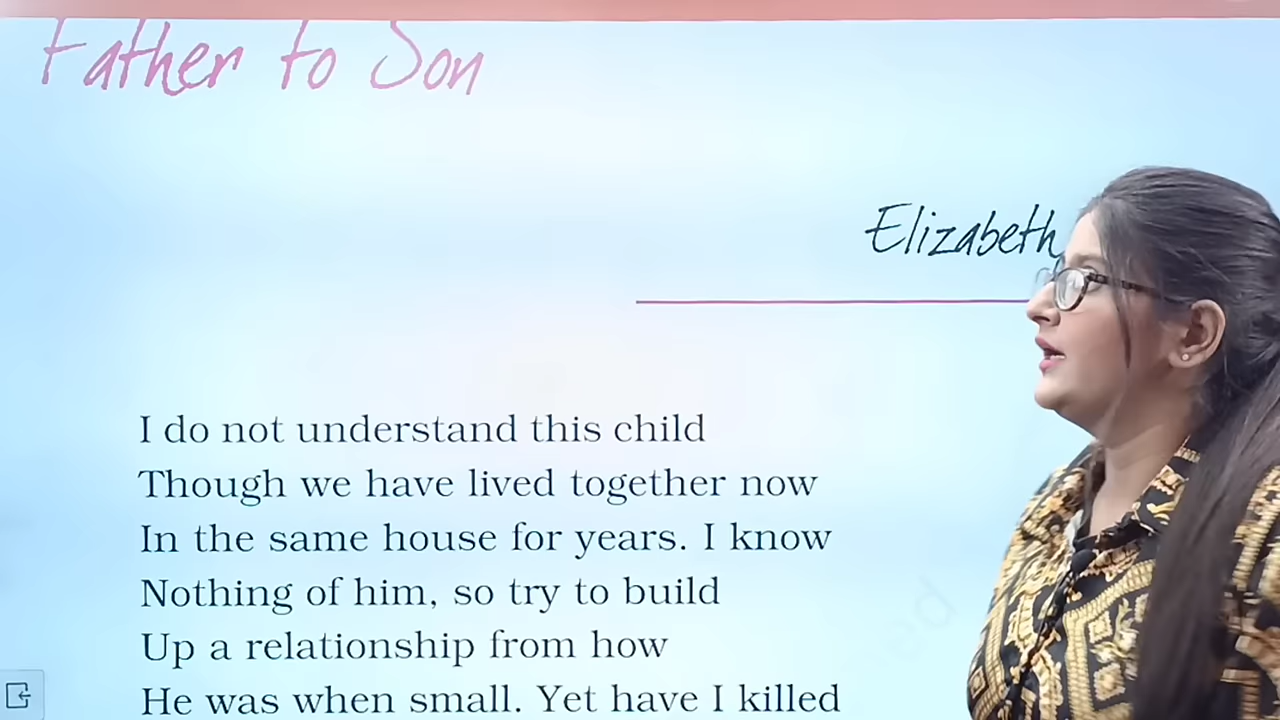 Father to Son
Elizabeth
I do not understand this child
Though we have lived together now
In the same house for years. I know
Nothing of him, so try to build
Up a relationship from how
He was when small. Yet have I killed